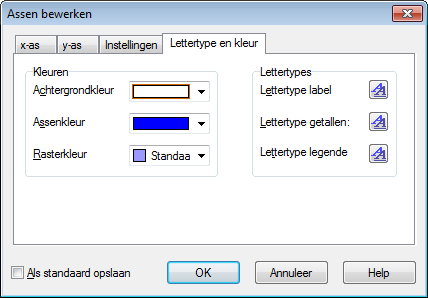 Assen bewerken
x-as y-as Instellingen Lettertype en kleur
Kleuren
Achtergrondkleur
Assenkleur
Rasterkleur Standaa
Lettertypes
Lettertype label
Lettertype getallen:
Lettertype legende
Als standaard opslaan OK Annuleer Help